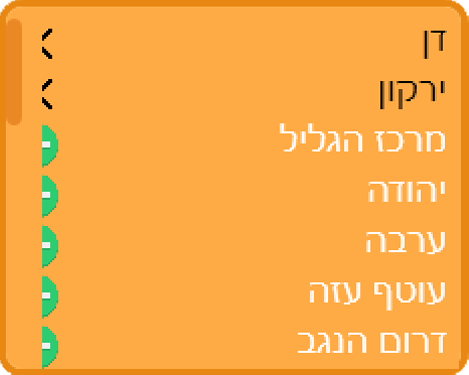 דן
ירקון
מרכז הגליל
יהודה
ערבה
עוטף עזה
דרום הנגב